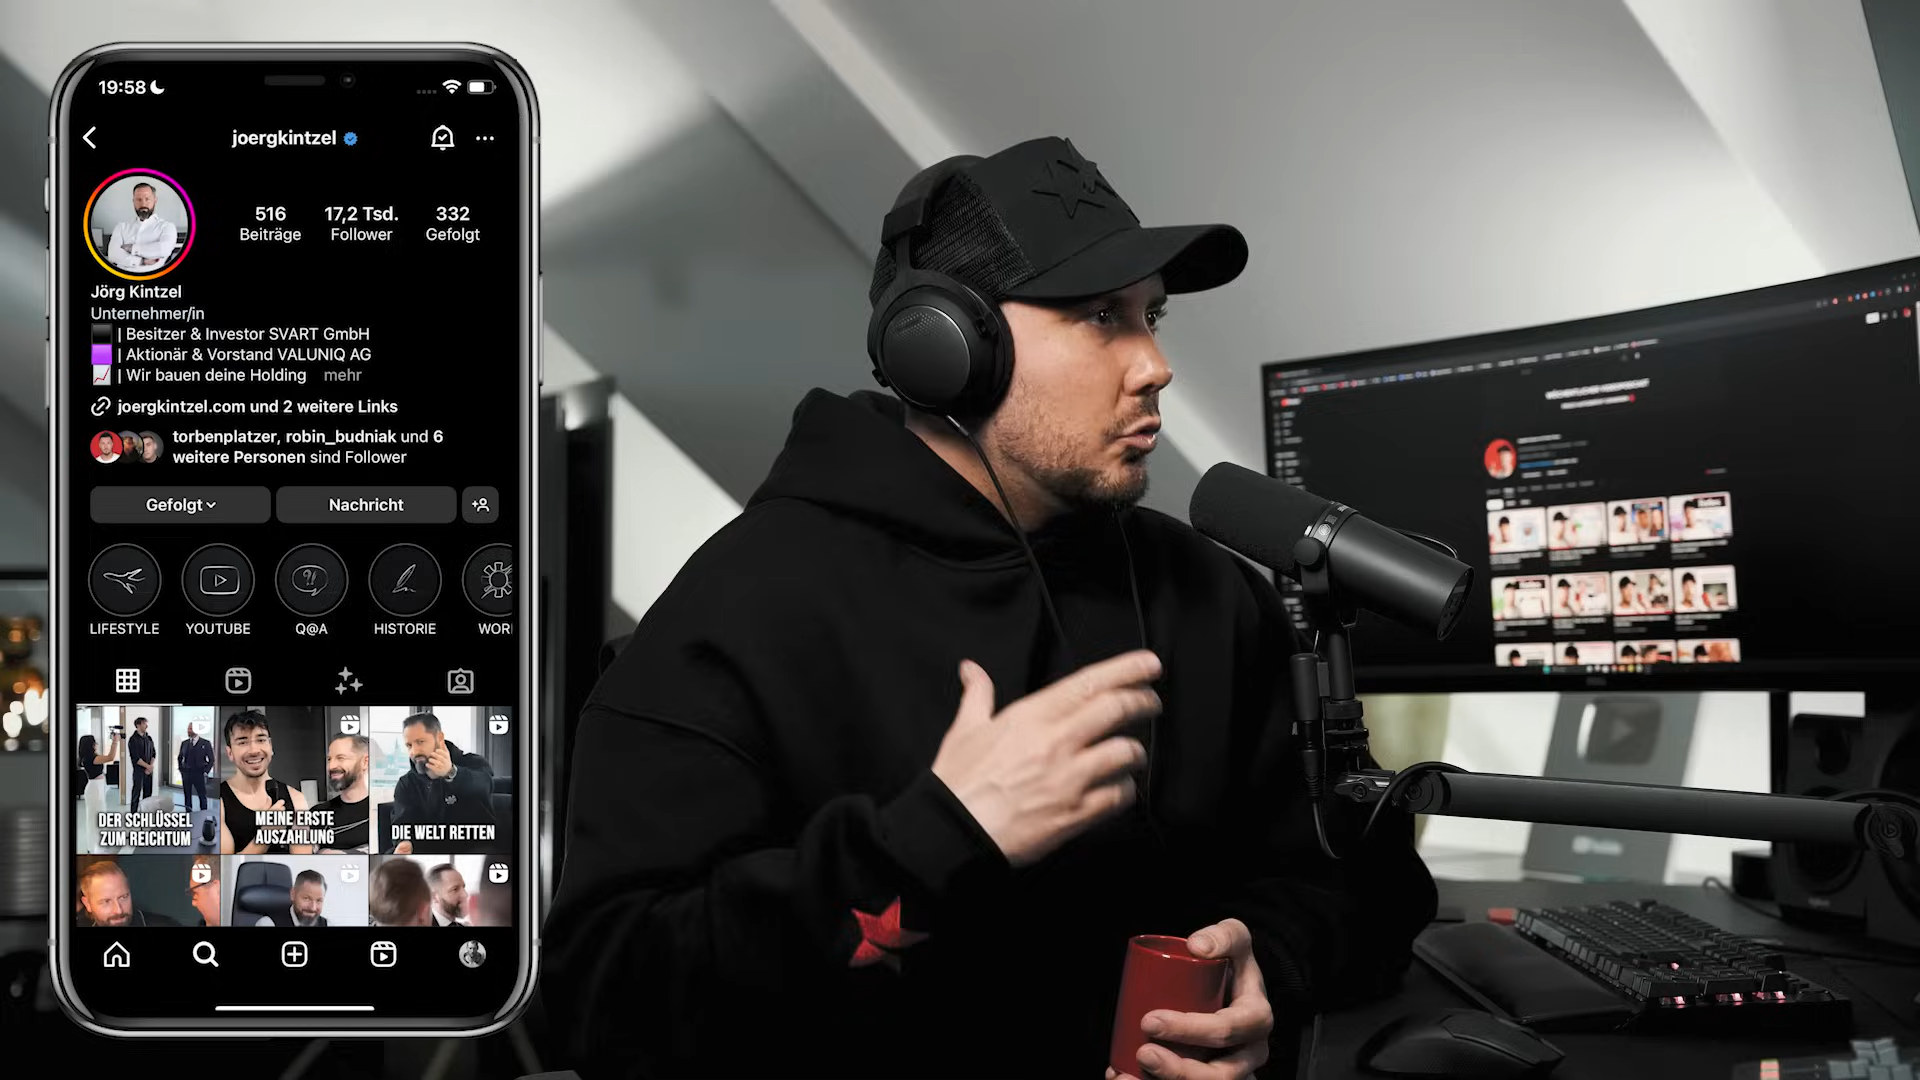 19:58
joergkintzel
516
Beiträge
17,2 Tsd.
Follower
332
Gefolgt
Jörg Kintzel
Unternehmer/in
| Besitzer & Investor SVART GmbH
| Aktionär & Vorstand VALUNIQ AG
| Wir bauen deine Holding mehr
joergkintzel.com und 2 weitere Links
torbenplatzer, robin_budniak und 6
weitere Personen sind Follower
Gefolgt
Nachricht
LIFESTYLE
YOUTUBE
Q@A
HISTORIE
WOR
DER SCHLÜSSEL
ZUM REICHTUM
MEINE ERSTE
AUSZAHLUNG
DIE WELT RETTEN